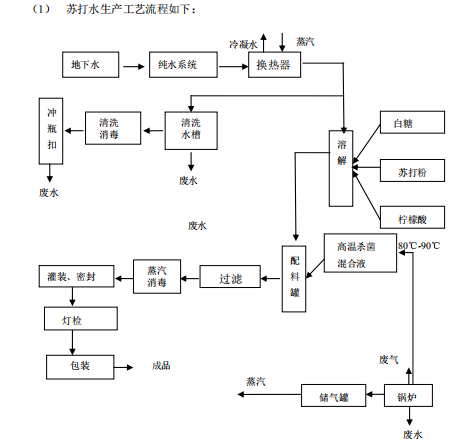 （1） 苏打水生产工艺流程如下：
冷凝水
蒸汽
地下水
纯水系统
换热器
冲瓶扣
清洗
消毒
清洗
水槽
溶解
白糖
苏打粉
柠檬酸
废水
废水
废水
高温杀菌
混合液
80℃-90℃
配料罐
灌装、密封
蒸汽
消毒
过滤
灯检
包装
成品
废气
蒸汽
储气罐
锅炉
废水